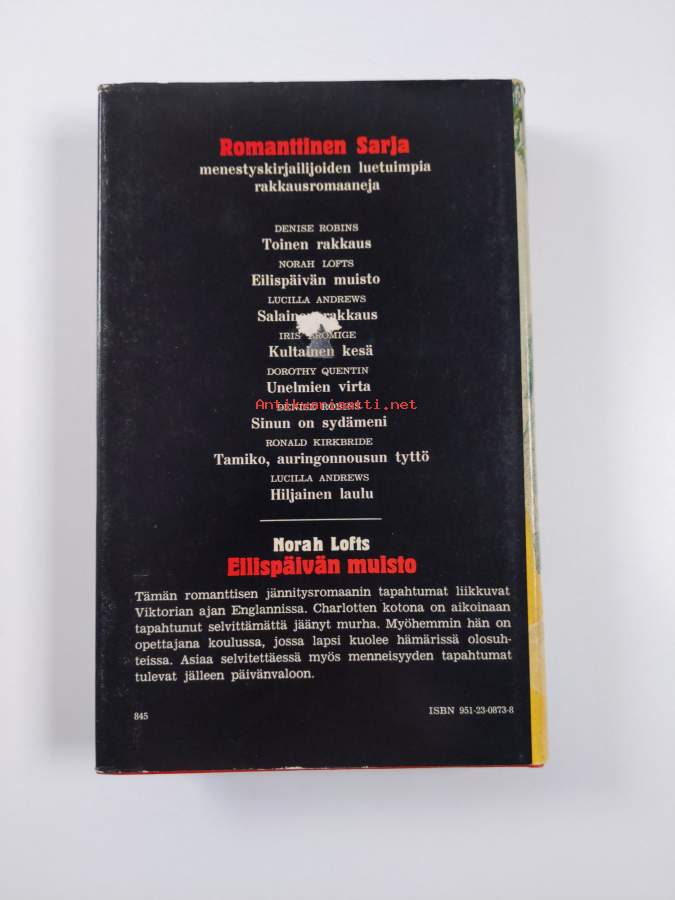 Romanttinen Sarja
menestyskirjailijoiden luetuimpia
rakkausromaaneja
DENISE ROBINS
Toinen rakkaus
NORAH LOFTS
Eilispäivän muisto
LUCILLA ANDREWS
Salainen rakkaus
IRIS BROMIGE
Kultainen kesä
DOROTHY QUENTIN
Unelmien virta
Antikvariaatti.net
DENISE ROBINS
Sinun on sydämeni
RONALD KIRKBRIDE
Tamiko, auringonnousun tyttö
LUCILLA ANDREWS
Hiljainen laulu
Norah Lofts
Eilispäivän muisto
Tämän romanttisen jännitysromaanin tapahtumat liikkuvat
Viktorian ajan Englannissa. Charlotten kotona on aikoinaan
tapahtunut selvittämättä jäänyt murha. Myöhemmin hän on
opettajana koulussa, jossa lapsi kuolee hämärissä olosuh-
teissa. Asiaa selvitettäessä myös menneisyyden tapahtumat
tulevat jälleen päivänvaloon.
845
ISBN 951-23-0873-8